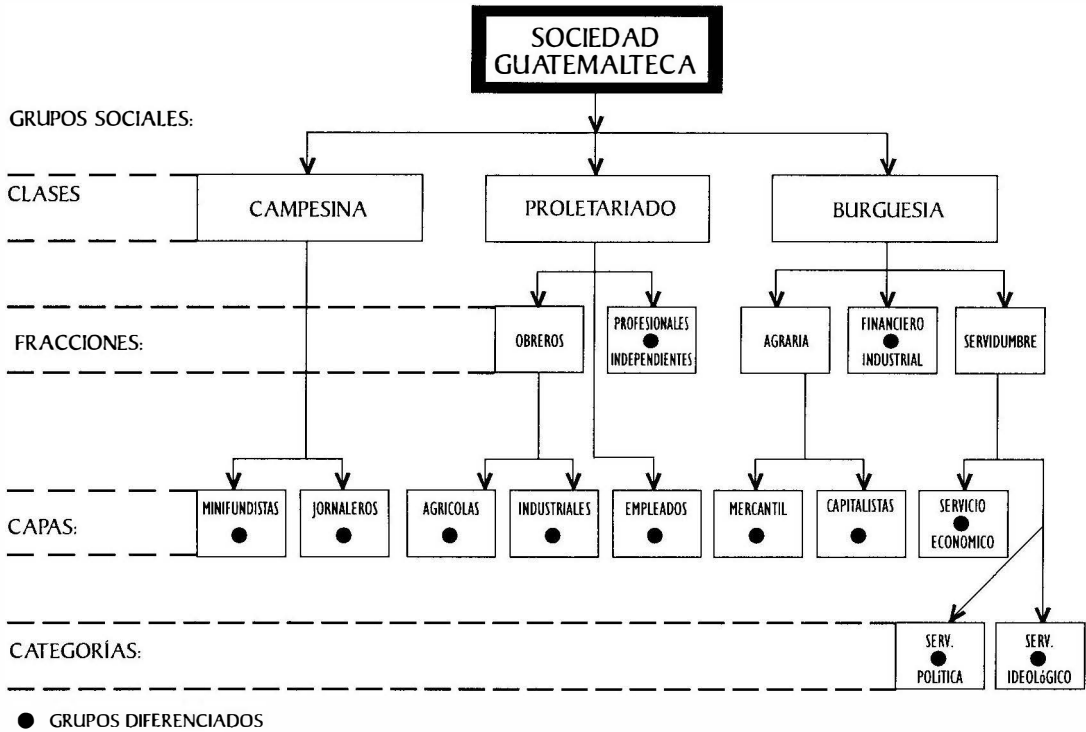 SOCIEDAD
GUATEMALTECA
GRUPOS SOCIALES:
CLASES
CAMPESINA
PROLETARIADO
BURGUESIA
FRACCIONES:
OBREROS
PROFESIONALES
INDEPENDIENTES
AGRARIA
FINANCIERO
INDUSTRIAL
SERVIDUMBRE
CAPAS:
MINIFUNDISTAS
JORNALEROS
AGRICOLAS
INDUSTRIALES
EMPLEADOS
MERCANTIL
CAPITALISTAS
SERVICIO
ECONOMICO
CATEGORÍAS:
SERV.
POLÍTICA
SERV.
IDEOLóGICO
● GRUPOS DIFERENCIADOS